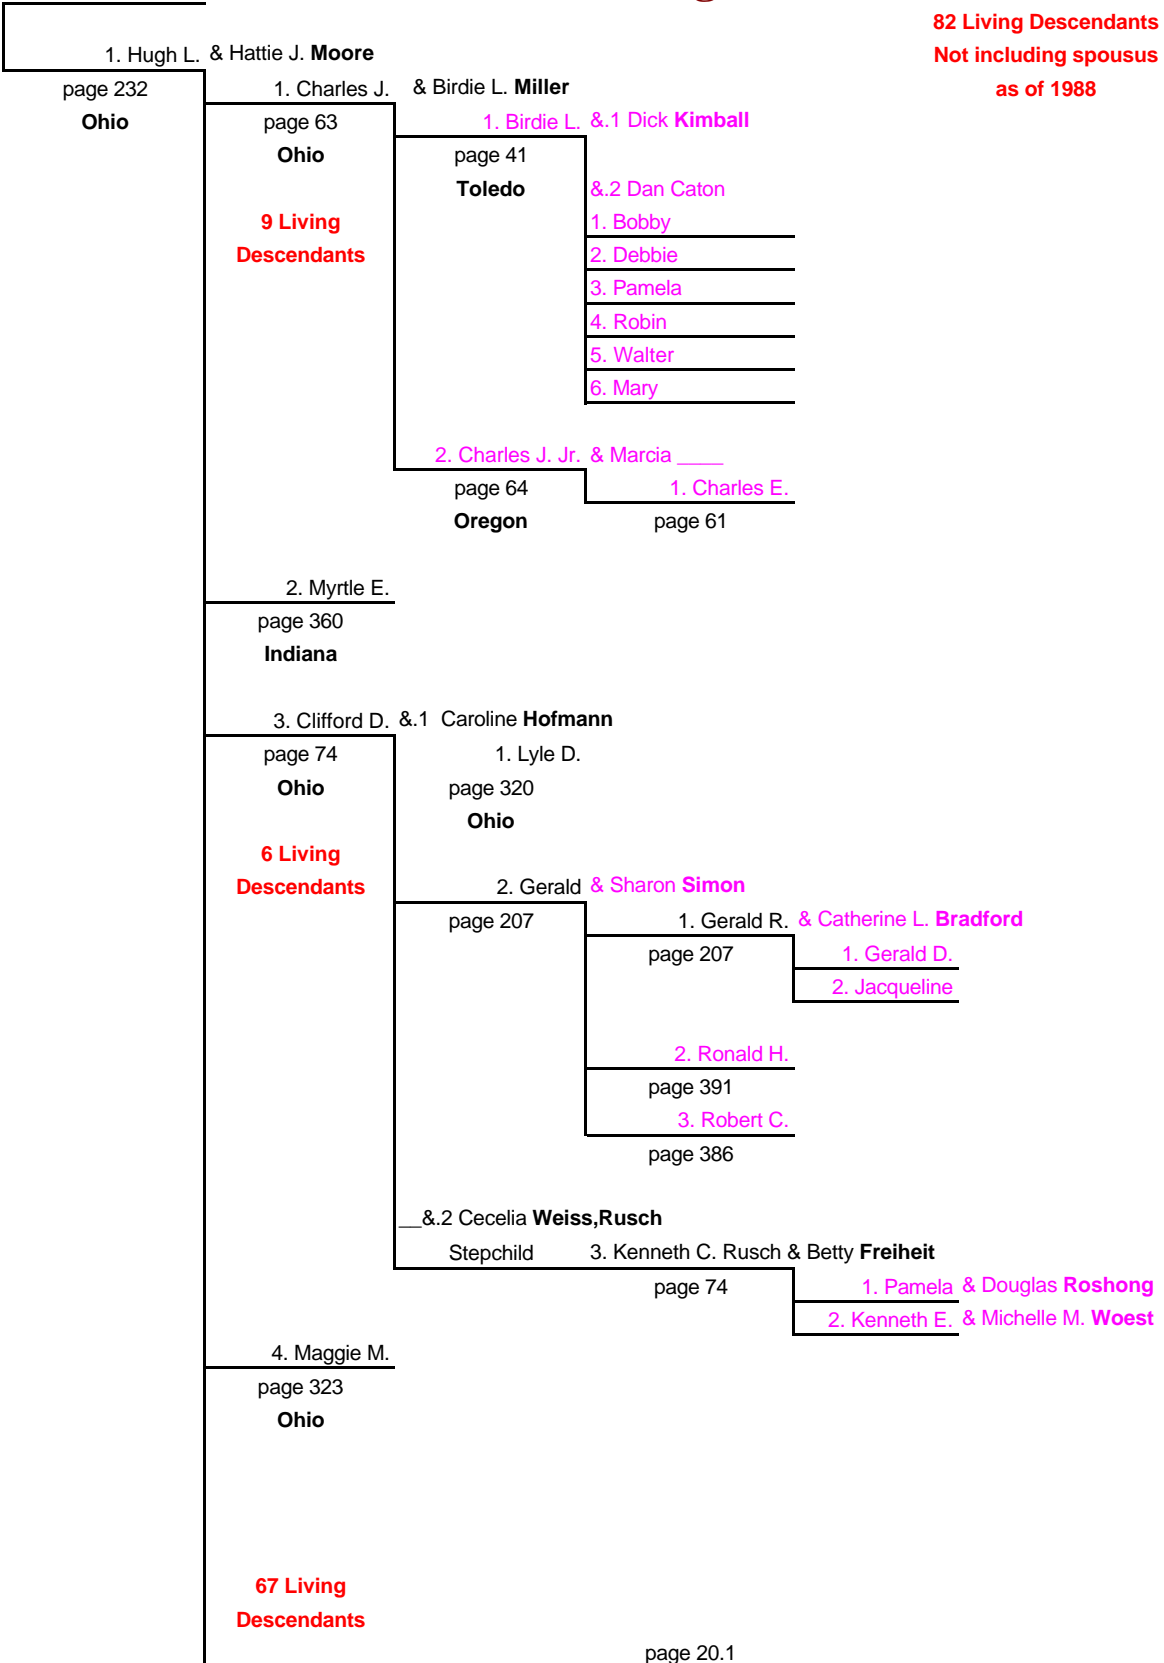 82 Living Descendants
1. Hugh L. & Hattie J. Moore
Not including spousus
page 232
1. Charles J. & Birdie L. Miller
as of 1988
Ohio
page 63
1. Birdie L. &.1 Dick Kimball
Ohio
page 41
Toledo
&.2 Dan Caton
9 Living
1. Bobby
Descendants
2. Debbie
3. Pamela
4. Robin
5. Walter
6. Mary
2. Charles J. Jr. & Marcia ____
page 64
1. Charles E.
Oregon
page 61
2. Myrtle E.
page 360
Indiana
3. Clifford D. &.1 Caroline Hofmann
page 74
1. Lyle D.
Ohio
page 320
Ohio
6 Living
Descendants
2. Gerald & Sharon Simon
page 207
1. Gerald R. & Catherine L. Bradford
page 207
1. Gerald D.
2. Jacqueline
2. Ronald H.
page 391
3. Robert C.
page 386
__&.2 Cecelia Weiss,Rusch
Stepchild
3. Kenneth C. Rusch & Betty Freiheit
page 74
1. Pamela & Douglas Roshong
2. Kenneth E. & Michelle M. Woest
4. Maggie M.
page 323
Ohio
67 Living
Descendants
page 20.1